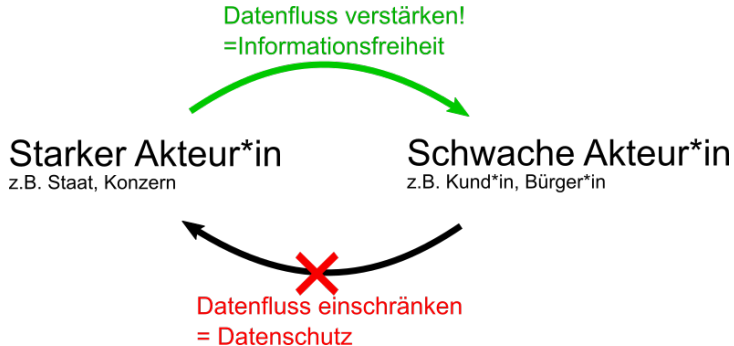 Datenfluss verstärken!
=Informationsfreiheit
Starker Akteur*in
z.B. Staat, Konzern
Schwache Akteur*in
z.B. Kund*in, Bürger*in
Datenfluss einschränken
= Datenschutz